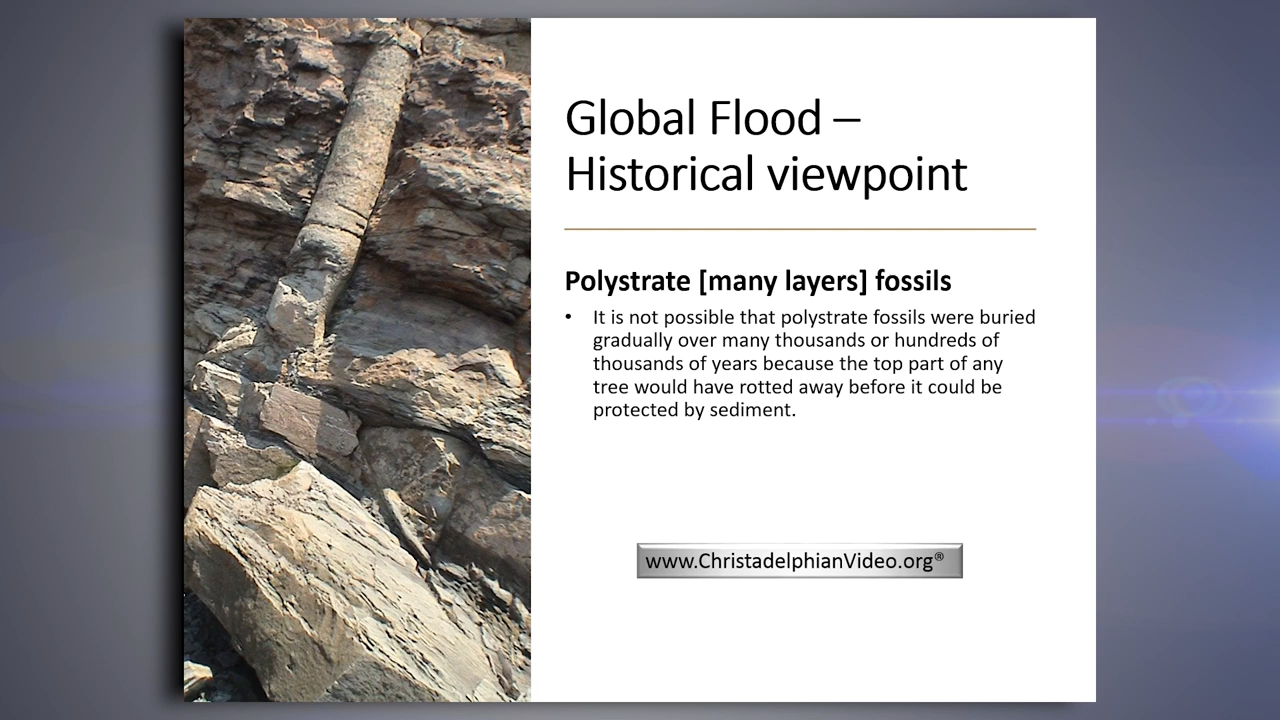 Global Flood –
Historical viewpoint
Polystrate [many layers] fossils
• It is not possible that polystrate fossils were buried
gradually over many thousands or hundreds of
thousands of years because the top part of any
tree would have rotted away before it could be
protected by sediment.
www.ChristadelphianVideo.org®